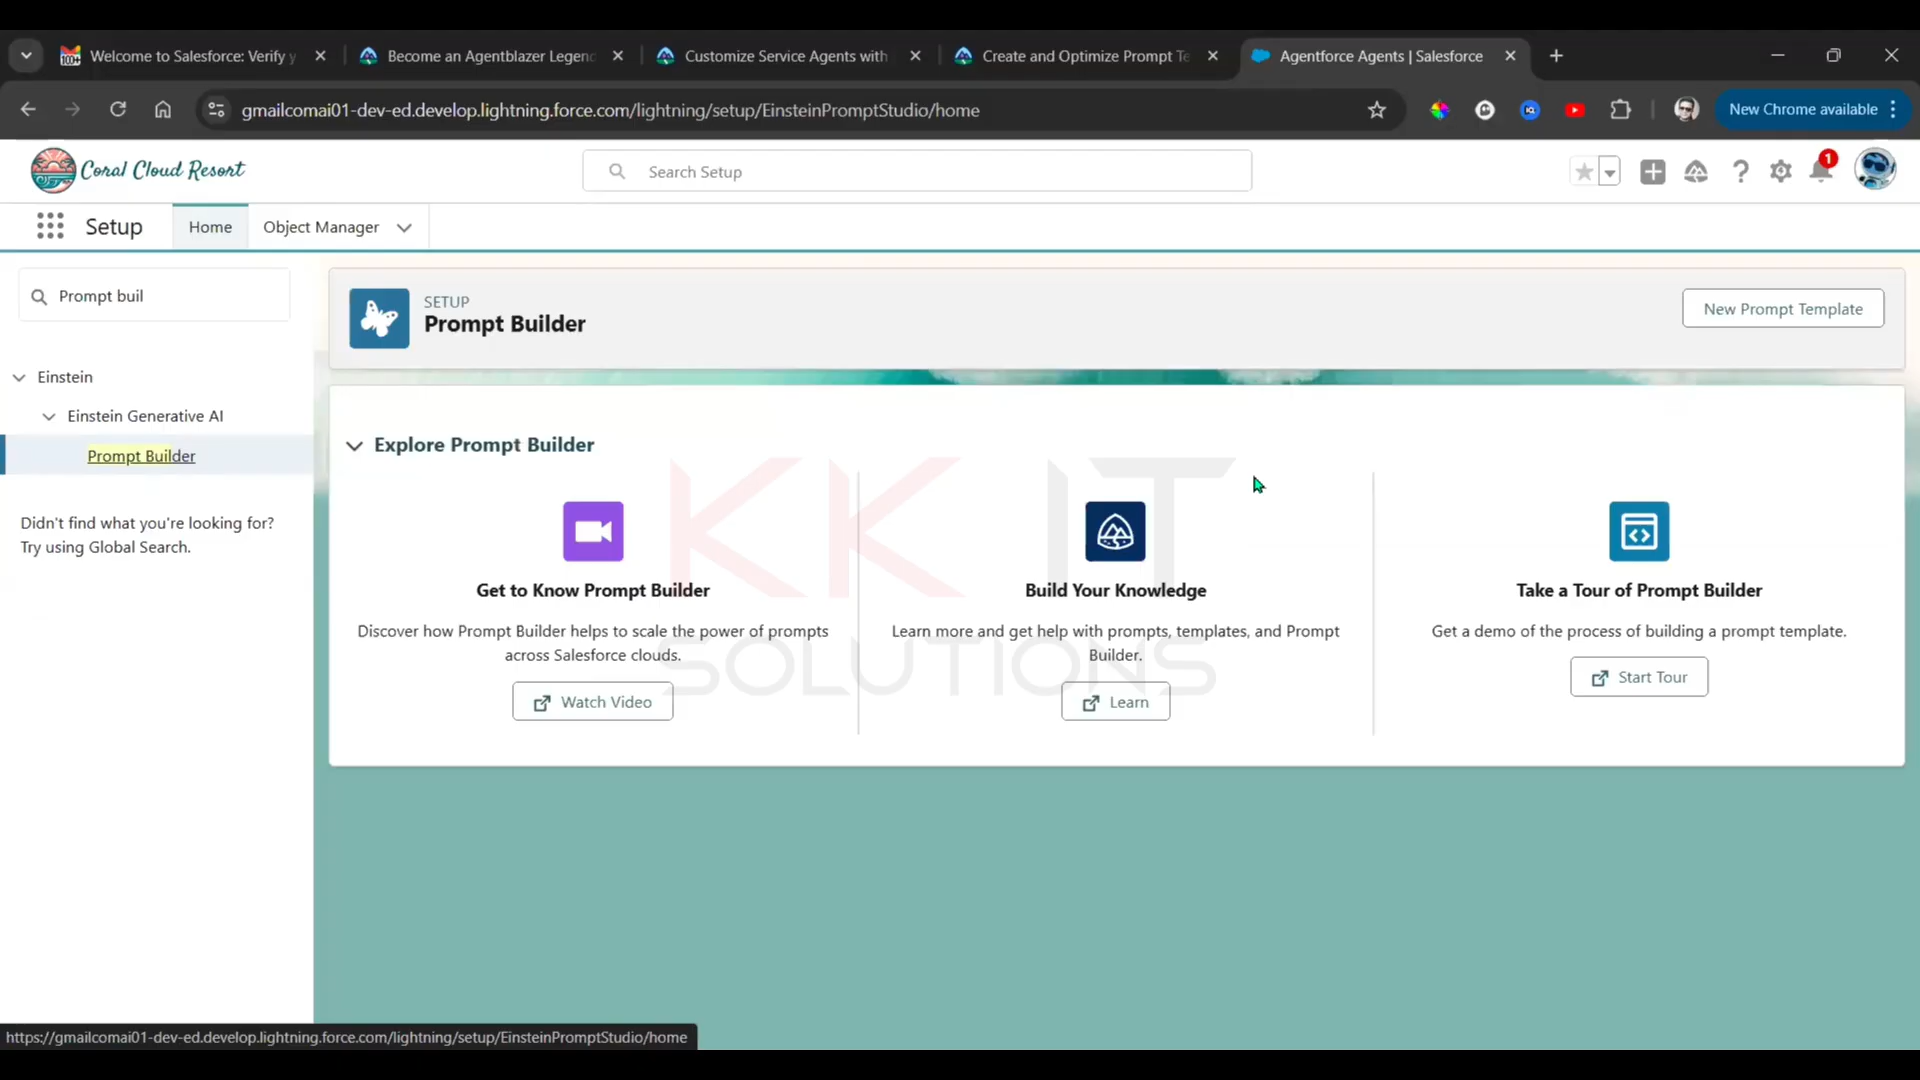 100+
Welcome to Salesforce: Verify y
Become an Agentblazer Legend
Customize Service Agents with
Create and Optimize Prompt Te
Agentforce Agents | Salesforce
gmailcomai01-dev-ed.develop.lightning.force.com/lightning/setup/EinsteinPromptStudio/home
New Chrome available
Coral Cloud Resort
Search Setup
1
Setup
Home
Object Manager
Prompt buil
SETUP
Prompt Builder
New Prompt Template
Einstein
Einstein Generative AI
Prompt Builder
Didn't find what you're looking for?
Try using Global Search.
Explore Prompt Builder
KK IT
SOLUTIONS
Get to Know Prompt Builder
Discover how Prompt Builder helps to scale the power of prompts
across Salesforce clouds.
Watch Video
Build Your Knowledge
Learn more and get help with prompts, templates, and Prompt
Builder.
Learn
Take a Tour of Prompt Builder
Get a demo of the process of building a prompt template.
Start Tour
https://gmailcomai01-dev-ed.develop.lightning.force.com/lightning/setup/EinsteinPromptStudio/home